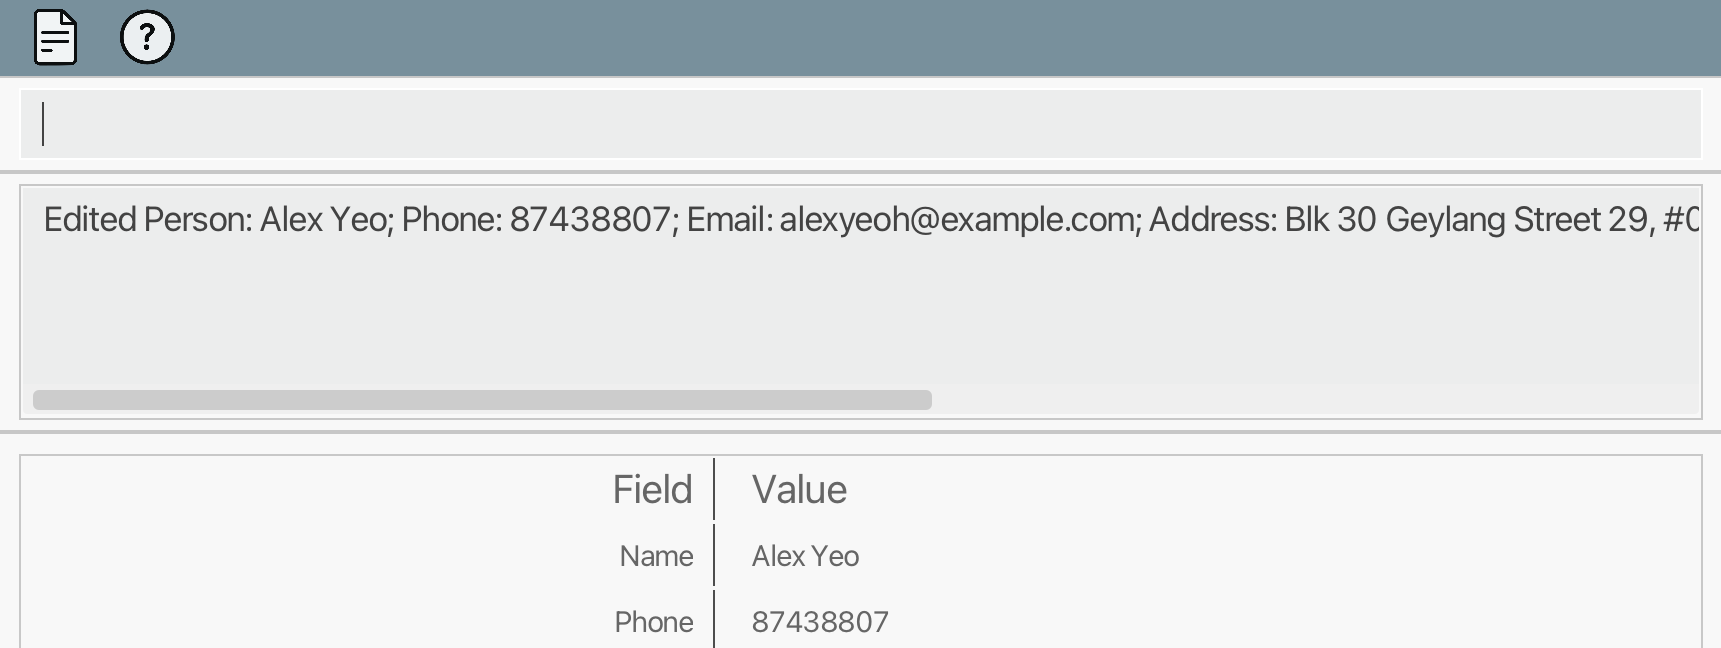 ?
Edited Person: Alex Yeo; Phone: 87438807; Email: alexyeoh@example.com; Address: Blk 30 Geylang Street 29,
Field Value
Name Alex Yeo
Phone 87438807